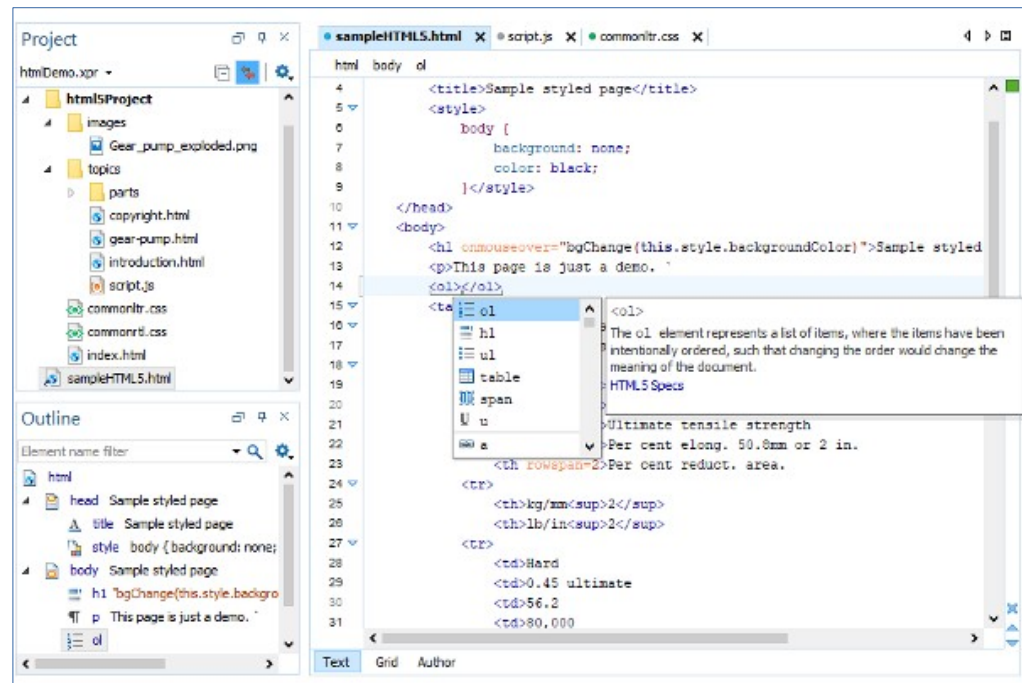 Project
htmlDemo.xpr
html5Project
images
Gear_pump_exploded.png
topics
parts
copyright.html
gear-pump.html
introduction.html
script.js
commonltr.css
commonrtl.css
index.html
sampleHTML5.html
Outline
Element name filter
html
head Sample styled page
title Sample styled page
style body {background: none;
body Sample styled page
h1 "bgChange(this.style.backgro
p This page is just a demo. `
ol
sampleHTML5.html script.js commonltr.css
html body ol
4 <title>Sample styled page</title>
5 <style>
6 body {
7 background: none;
8 color: black;
9 }</style>
10 </head>
11 <body>
12 <h1 onmouseover="bgChange(this.style.backgroundColor)">Sample styled
13 <p>This page is just a demo. `
14 <ol></ol>
15 <ta
16
17
18
19
20
21 >Ultimate tensile strength
22 >Per cent elong. 50.8mm or 2 in.
23 <th rowspan=2>Per cent reduct. area.
24 <tr>
25 <th>kg/mm<sup>2</sup>
26 <th>lb/in<sup>2</sup>
27 <tr>
28 <td>Hard
29 <td>0.45 ultimate
30 <td>56.2
31 <td>80,000
ol
h1
ul
table
span
u
a
<ol>
The ol element represents a list of items, where the items have been
intentionally ordered, such that changing the order would change the
meaning of the document.
HTML5 Specs
Text Grid Author